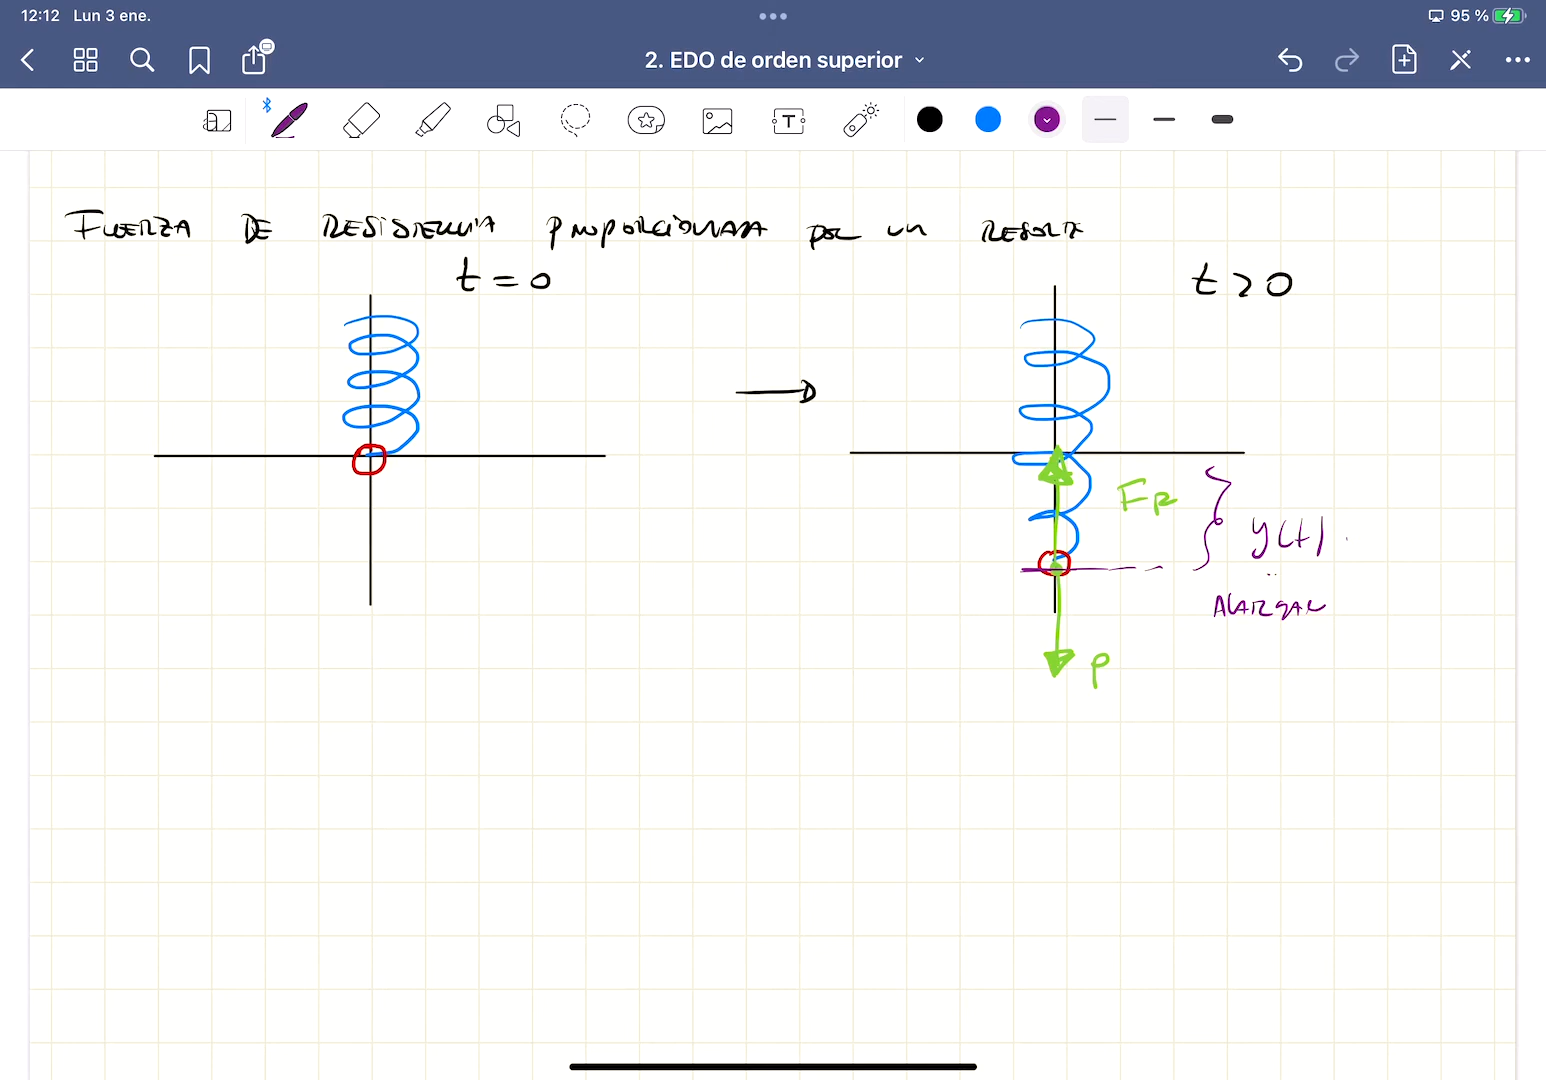 12:12 Lun 3 ene.
95 %
2. EDO de orden superior
T
FUERZA DE RESISTENCIA PROPORCIONADA POR UN RESORTE
t = 0
t > 0
FR
y(t)
P